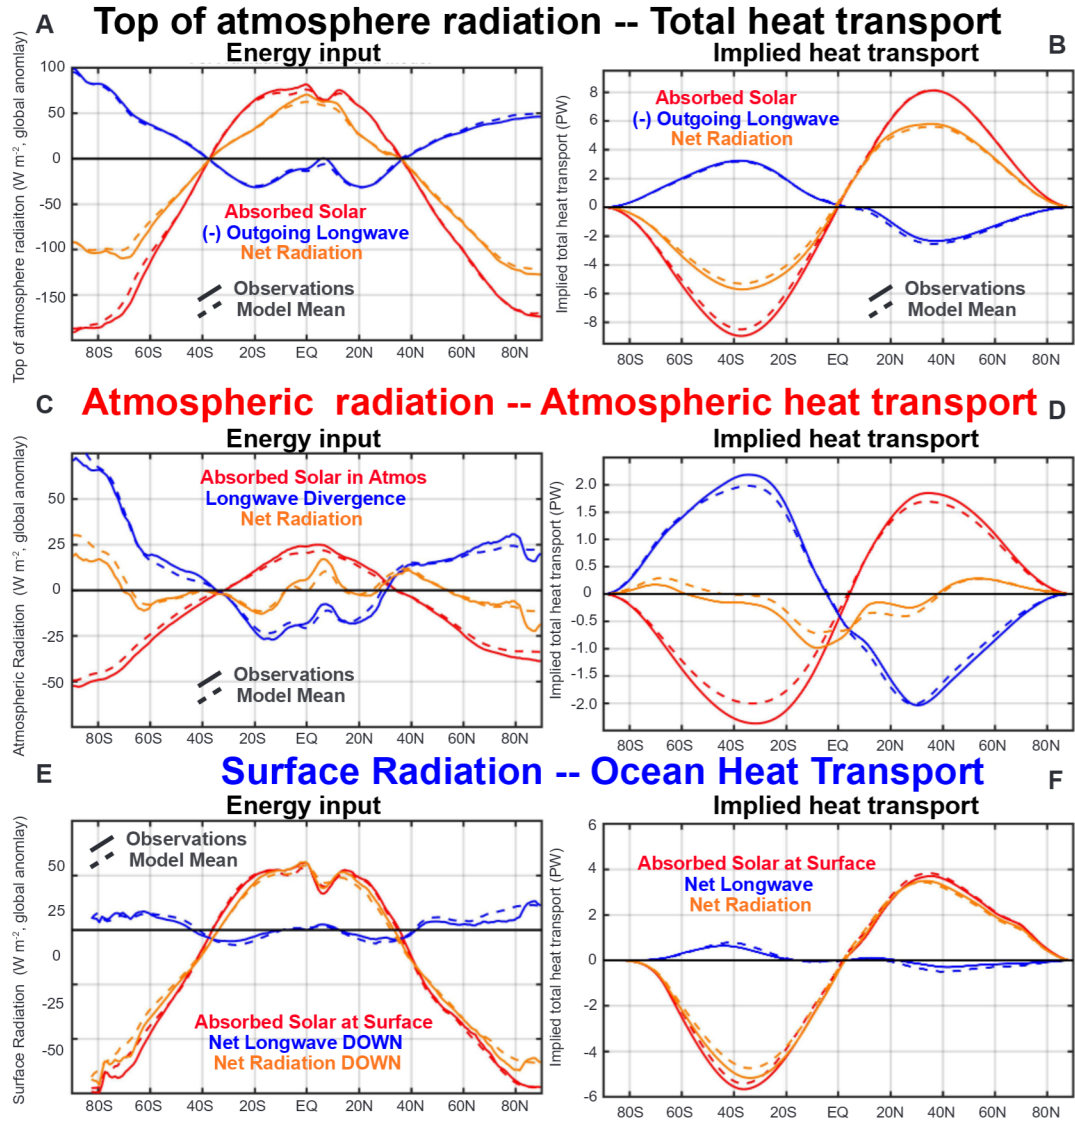 A
Top of atmosphere radiation -- Total heat transport
Energy input
Implied heat transport
B
Top of atmosphere radiaiton (W m⁻², global anomlay)
100
50
0
-50
-100
-150
Absorbed Solar
(-) Outgoing Longwave
Net Radiation
Observations
Model Mean
80S 60S 40S 20S EQ 20N 40N 60N 80N
Implied total heat transport (PW)
8
6
4
2
0
-2
-4
-6
-8
Absorbed Solar
(-) Outgoing Longwave
Net Radiation
Observations
Model Mean
80S 60S 40S 20S EQ 20N 40N 60N 80N
C
Atmospheric radiation -- Atmospheric heat transport
D
Energy input
Implied heat transport
Atmospheric Radiation (W m⁻², global anomlay)
50
25
0
-25
-50
Absorbed Solar in Atmos
Longwave Divergence
Net Radiation
Observations
Model Mean
80S 60S 40S 20S EQ 20N 40N 60N 80N
Implied total heat transport (PW)
2.0
1.0
0.5
0
-0.5
-1.0
-2.0
80S 60S 40S 20S EQ 20N 40N 60N 80N
E
Surface Radiation -- Ocean Heat Transport
F
Energy input
Implied heat transport
Surface Radiation (W m⁻², global anomlay)
50
25
0
-25
-50
Observations
Model Mean
Absorbed Solar at Surface
Net Longwave DOWN
Net Radiation DOWN
80S 60S 40S 20S EQ 20N 40N 60N 80N
Implied total heat transport (PW)
6
4
2
0
-2
-4
-6
Absorbed Solar at Surface
Net Longwave
Net Radiation
80S 60S 40S 20S EQ 20N 40N 60N 80N